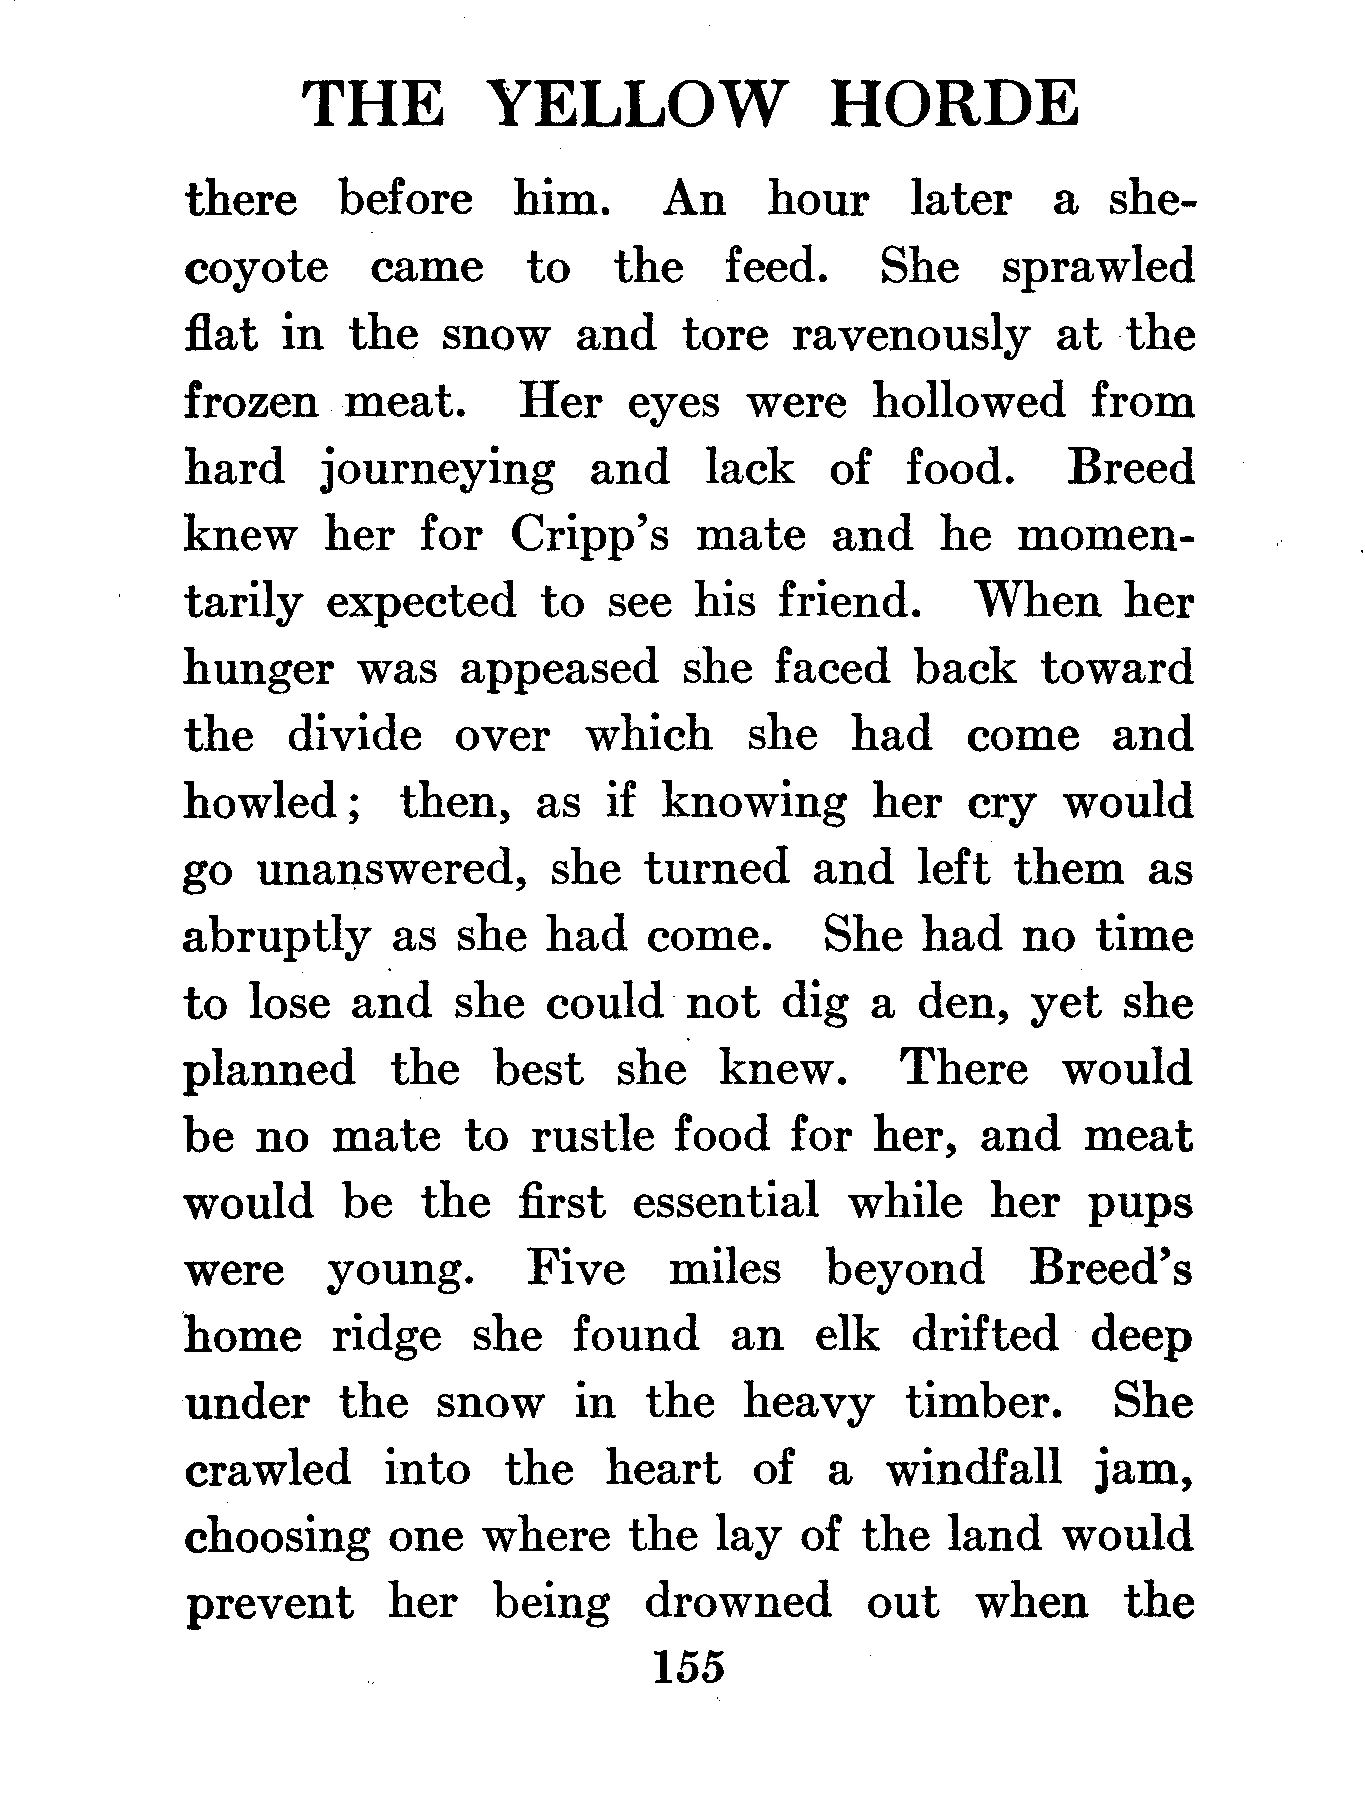 THE YELLOW HORDE
there before him. An hour later a she-
coyote came to the feed. She sprawled
flat in the snow and tore ravenously at the
frozen meat. Her eyes were hollowed from
hard journeying and lack of food. Breed
knew her for Cripp's mate and he momen-
tarily expected to see his friend. When her
hunger was appeased she faced back toward
the divide over which she had come and
howled; then, as if knowing her cry would
go unanswered, she turned and left them as
abruptly as she had come. She had no time
to lose and she could not dig a den, yet she
planned the best she knew. There would
be no mate to rustle food for her, and meat
would be the first essential while her pups
were young. Five miles beyond Breed's
home ridge she found an elk drifted deep
under the snow in the heavy timber. She
crawled into the heart of a windfall jam,
choosing one where the lay of the land would
prevent her being drowned out when the
155